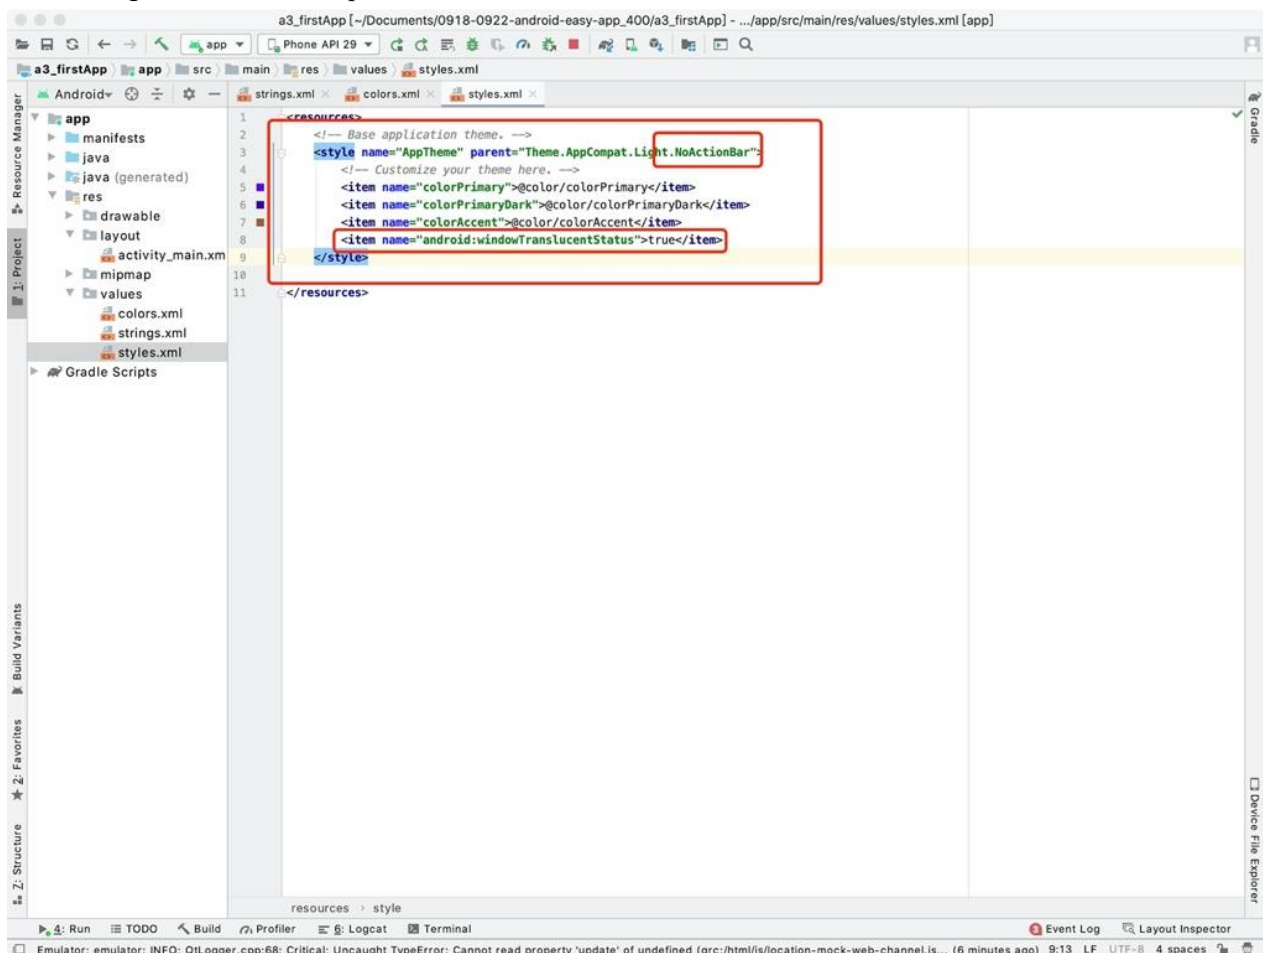 a3_firstApp [~/Documents/0918-0922-android-easy-app_400/a3_firstApp] - .../app/src/main/res/values/styles.xml [app]
app Phone API 29
a3_firstApp app src main res values styles.xml
Android strings.xml colors.xml styles.xml
Resource Manager
1: Project
Build Variants
2: Favorites
Z: Structure
app
manifests
java
java (generated)
res
drawable
layout
activity_main.xm
mipmap
values
colors.xml
strings.xml
styles.xml
Gradle Scripts
1 <resources>
2 <!-- Base application theme. -->
3 <style name="AppTheme" parent="Theme.AppCompat.Light.NoActionBar">
4 <!-- Customize your theme here. -->
5 <item name="colorPrimary">@color/colorPrimary</item>
6 <item name="colorPrimaryDark">@color/colorPrimaryDark</item>
7 <item name="colorAccent">@color/colorAccent</item>
8 <item name="android:windowTranslucentStatus">true</item>
9 </style>
10
11 </resources>
Gradle
Device File Explorer
resources › style
4: Run TODO Build Profiler 6: Logcat Terminal Event Log Layout Inspector
Emulator: emulator: INFO: QtLogger.cpp:68: Critical: Uncaught TypeError: Cannot read property 'update' of undefined (qrc:/html/js/location-mock-web-channel.js... (6 minutes ago) 9:13 LF UTF-8 4 spaces